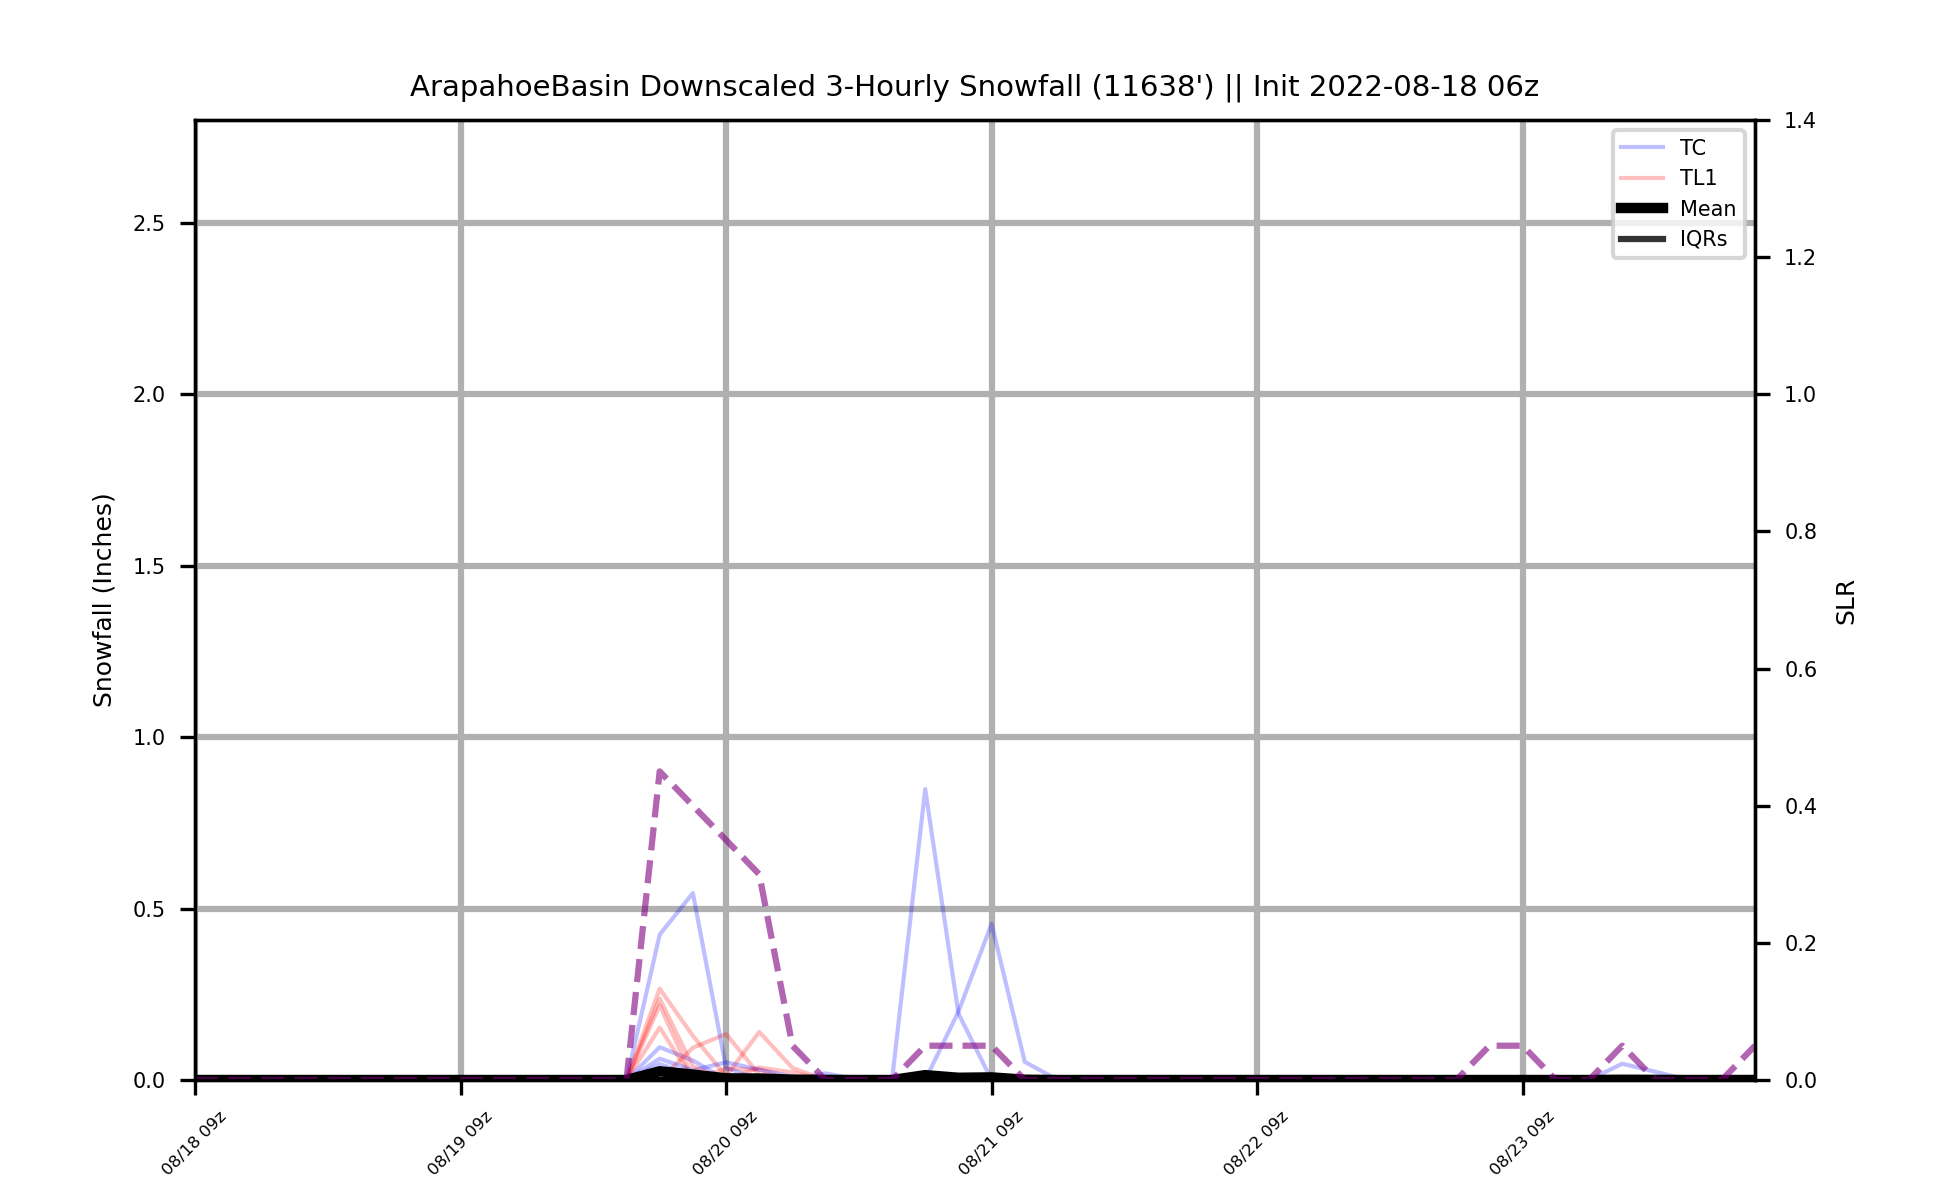 ArapahoeBasin Downscaled 3-Hourly Snowfall (11638') || Init 2022-08-18 06z
TC
TL1
Mean
IQRs
Snowfall (Inches)
2.5
2.0
1.5
1.0
0.5
0.0
1.4
1.2
1.0
0.8
0.6
0.4
0.2
0.0
SLR
08/18 09z
08/19 09z
08/20 09z
08/21 09z
08/22 09z
08/23 09z